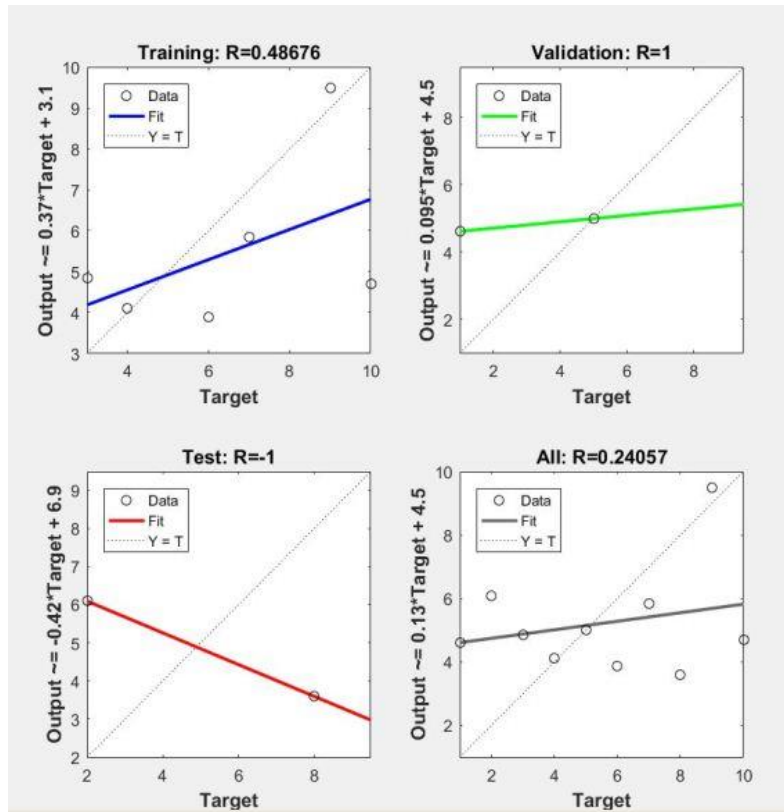 Training: R=0.48676
Output ~= 0.37*Target + 3.1
10
9
8
7
6
5
4
3
Data
Fit
Y = T
4
6
8
10
Target
Validation: R=1
Output ~= 0.095*Target + 4.5
8
6
4
2
Data
Fit
Y = T
2
4
6
8
Target
Test: R=-1
Output ~= -0.42*Target + 6.9
9
8
7
6
5
4
3
2
Data
Fit
Y = T
2
4
6
8
Target
All: R=0.24057
Output ~= 0.13*Target + 4.5
10
8
6
4
2
Data
Fit
Y = T
2
4
6
8
10
Target